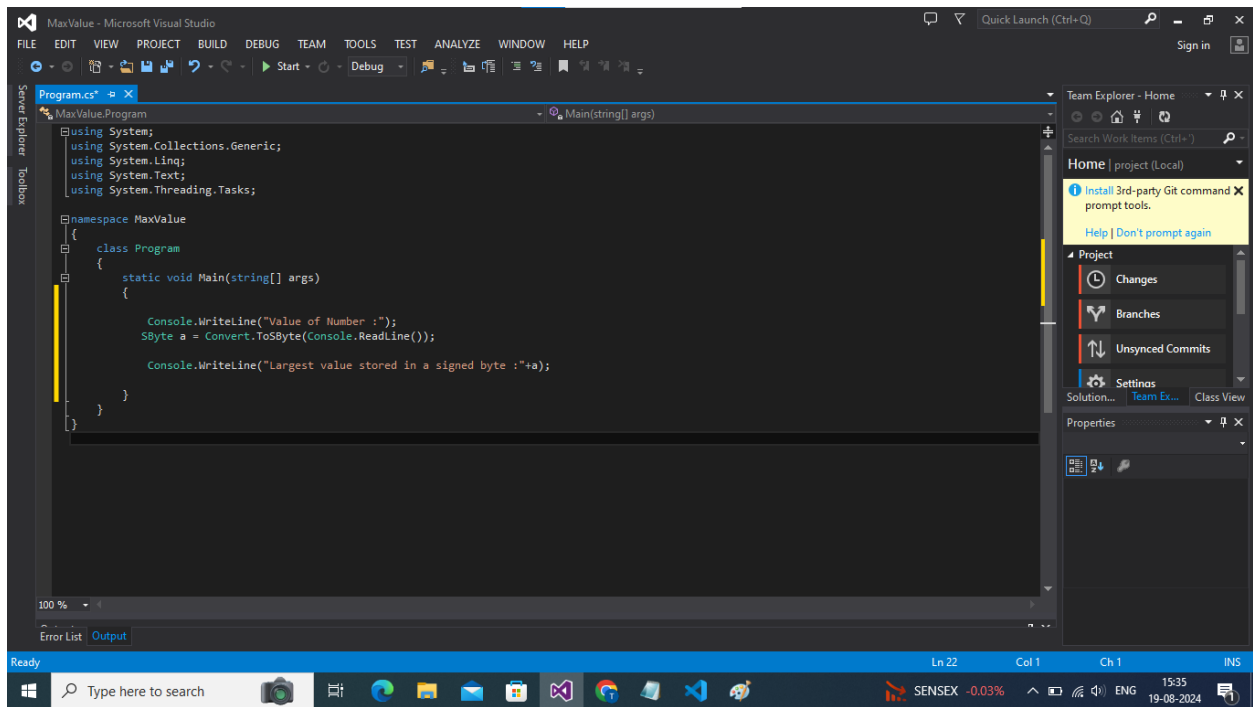 MaxValue - Microsoft Visual Studio
Quick Launch (Ctrl+Q)
FILE EDIT VIEW PROJECT BUILD DEBUG TEAM TOOLS TEST ANALYZE WINDOW HELP
Sign in
Start Debug
Server Explorer
Toolbox
Program.cs*
MaxValue.Program
Main(string[] args)
using System;
using System.Collections.Generic;
using System.Linq;
using System.Text;
using System.Threading.Tasks;
namespace MaxValue
{
class Program
{
static void Main(string[] args)
{
Console.WriteLine("Value of Number :");
SByte a = Convert.ToSByte(Console.ReadLine());
Console.WriteLine("Largest value stored in a signed byte :"+a);
}
}
}
100 %
Error List Output
Team Explorer - Home
Search Work Items (Ctrl+')
Home | project (Local)
Install 3rd-party Git command
prompt tools.
Help | Don't prompt again
Project
Changes
Branches
Unsynced Commits
Settings
Solution... Team Ex... Class View
Properties
Ready
Ln 22 Col 1 Ch 1 INS
Type here to search
SENSEX -0.03%
ENG
15:35
19-08-2024
1